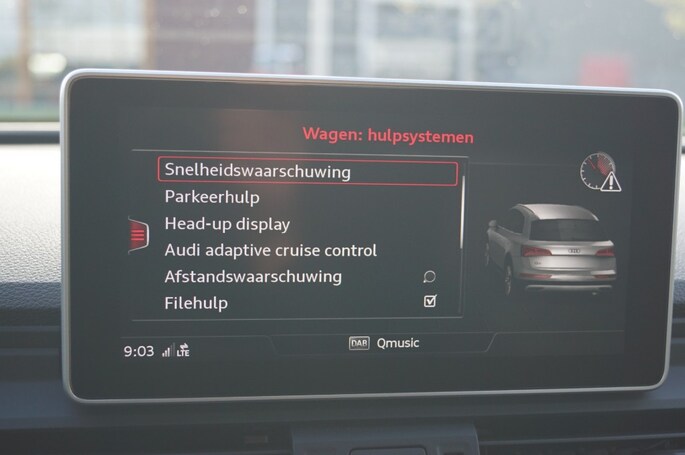 Wagen: hulpsystemen
Snelheidswaarschuwing
Parkeerhulp
Head-up display
Audi adaptive cruise control
Afstandswaarschuwing
Filehulp
9:03 LTE
DAB Qmusic